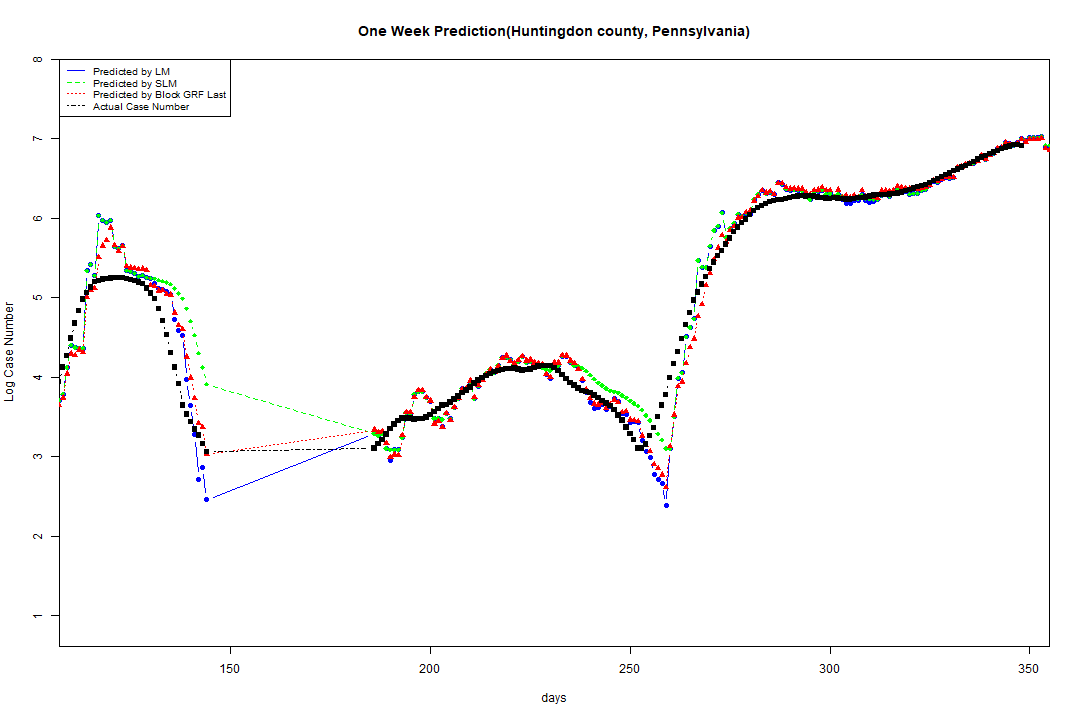 One Week Prediction(Huntingdon county, Pennsylvania)
Predicted by LM
Predicted by SLM
Predicted by Block GRF Last
Actual Case Number
8
7
6
5
4
3
2
1
Log Case Number
150 200 250 300 350
days